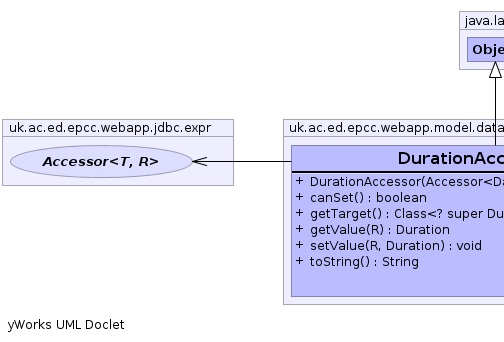 java.la
Obje
uk.ac.ed.epcc.webapp.jdbc.expr
Accessor<T, R>
uk.ac.ed.epcc.webapp.model.data
DurationAcc
+ DurationAccessor(Accessor<Da
+ canSet() : boolean
+ getTarget() : Class<? super Du
+ getValue(R) : Duration
+ setValue(R, Duration) : void
+ toString() : String
yWorks UML Doclet